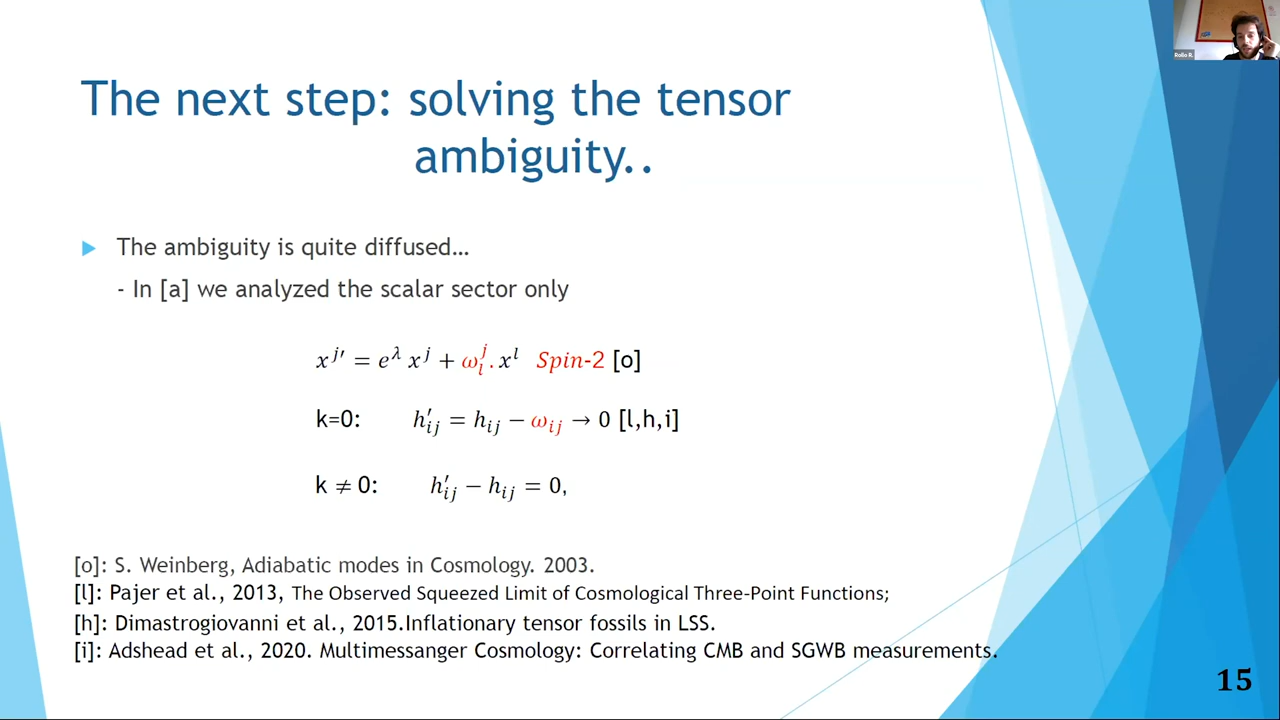 Rollo R.
The next step: solving the tensor
ambiguity..
The ambiguity is quite diffused…
- In [a] we analyzed the scalar sector only
x^{j′} = e^λ x^j + ω_l^j. x^l Spin-2 [o]
k=0: h′_{ij} = h_{ij} − ω_{ij} → 0 [l,h,i]
k ≠ 0: h′_{ij} − h_{ij} = 0,
[o]: S. Weinberg, Adiabatic modes in Cosmology. 2003.
[l]: Pajer et al., 2013, The Observed Squeezed Limit of Cosmological Three-Point Functions;
[h]: Dimastrogiovanni et al., 2015.Inflationary tensor fossils in LSS.
[i]: Adshead et al., 2020. Multimessanger Cosmology: Correlating CMB and SGWB measurements.
15